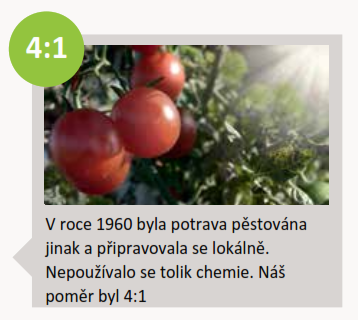 4:1
V roce 1960 byla potrava pěstována
jinak a připravovala se lokálně.
Nepoužívalo se tolik chemie. Náš
poměr byl 4:1